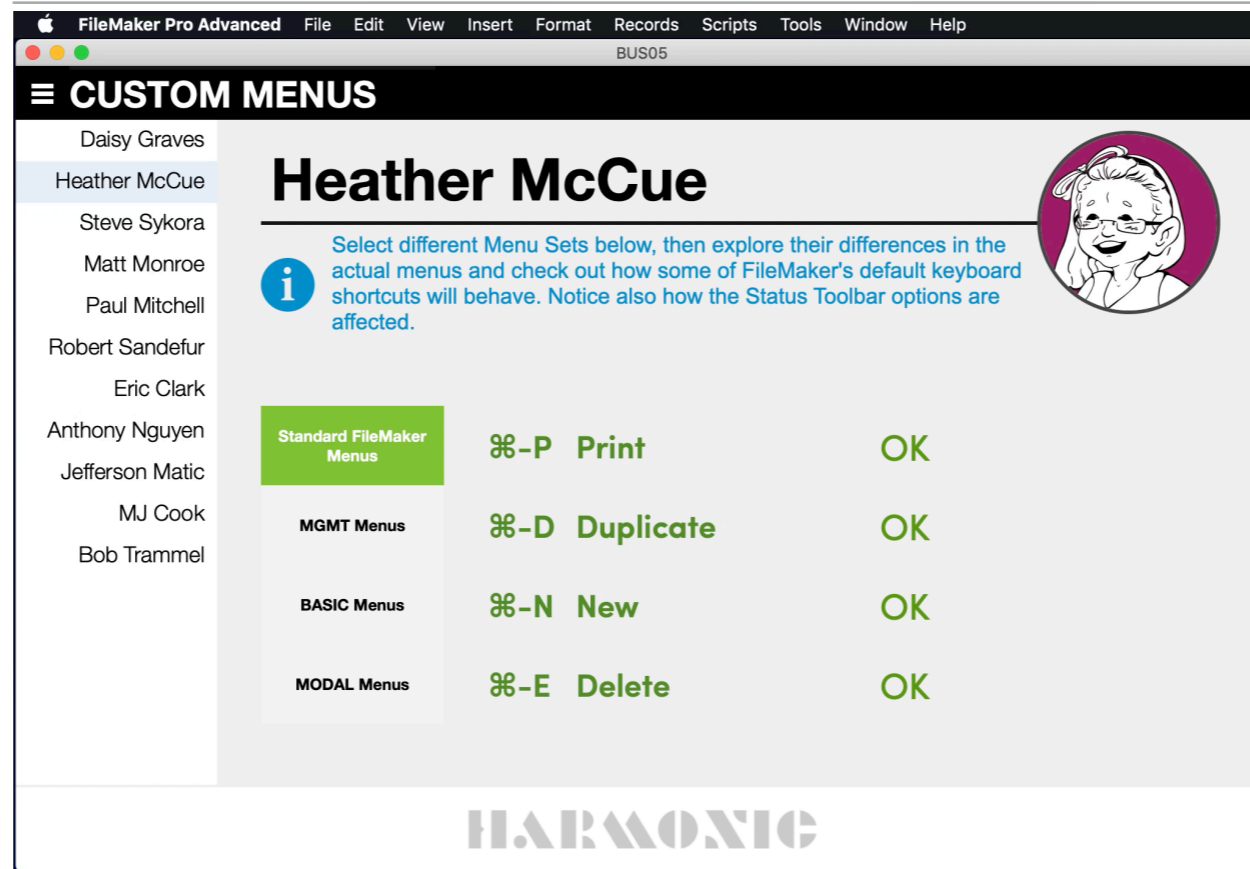 FileMaker Pro Advanced File Edit View Insert Format Records Scripts Tools Window Help
BUS05
≡ CUSTOM MENUS
Daisy Graves
Heather McCue
Steve Sykora
Matt Monroe
Paul Mitchell
Robert Sandefur
Eric Clark
Anthony Nguyen
Jefferson Matic
MJ Cook
Bob Trammel
Heather McCue
i
Select different Menu Sets below, then explore their differences in the
actual menus and check out how some of FileMaker's default keyboard
shortcuts will behave. Notice also how the Status Toolbar options are
affected.
Standard FileMaker
Menus
⌘-P Print OK
MGMT Menus
⌘-D Duplicate OK
BASIC Menus
⌘-N New OK
MODAL Menus
⌘-E Delete OK
HARMONIC